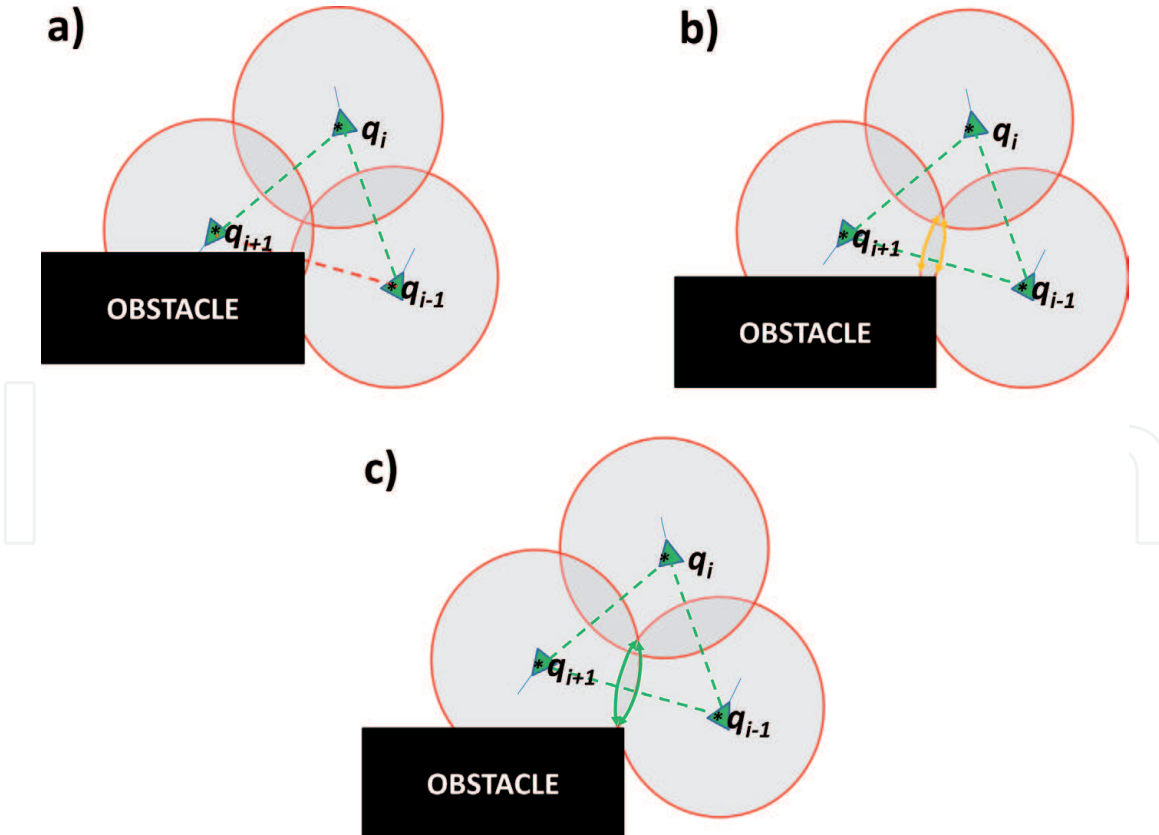 a)
q_i
q_{i+1}
q_{i-1}
OBSTACLE
b)
q_i
q_{i+1}
q_{i-1}
OBSTACLE
c)
q_i
q_{i+1}
q_{i-1}
OBSTACLE